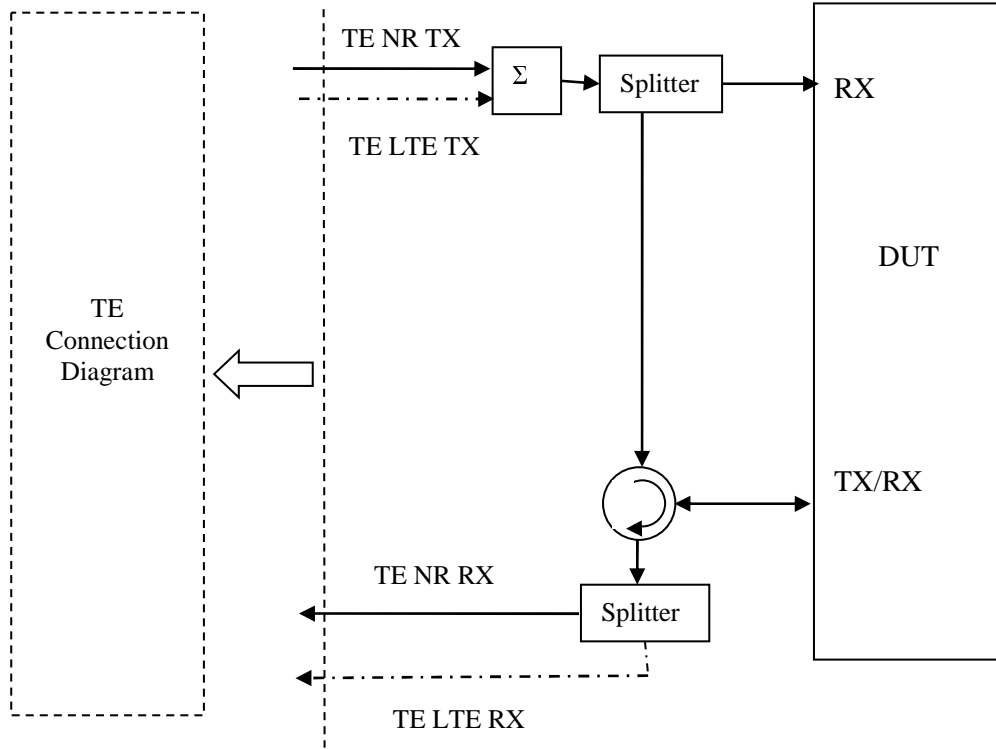 TE NR TX
Σ
Splitter
RX
TE LTE TX
DUT
TE
Connection
Diagram
TX/RX
TE NR RX
Splitter
TE LTE RX